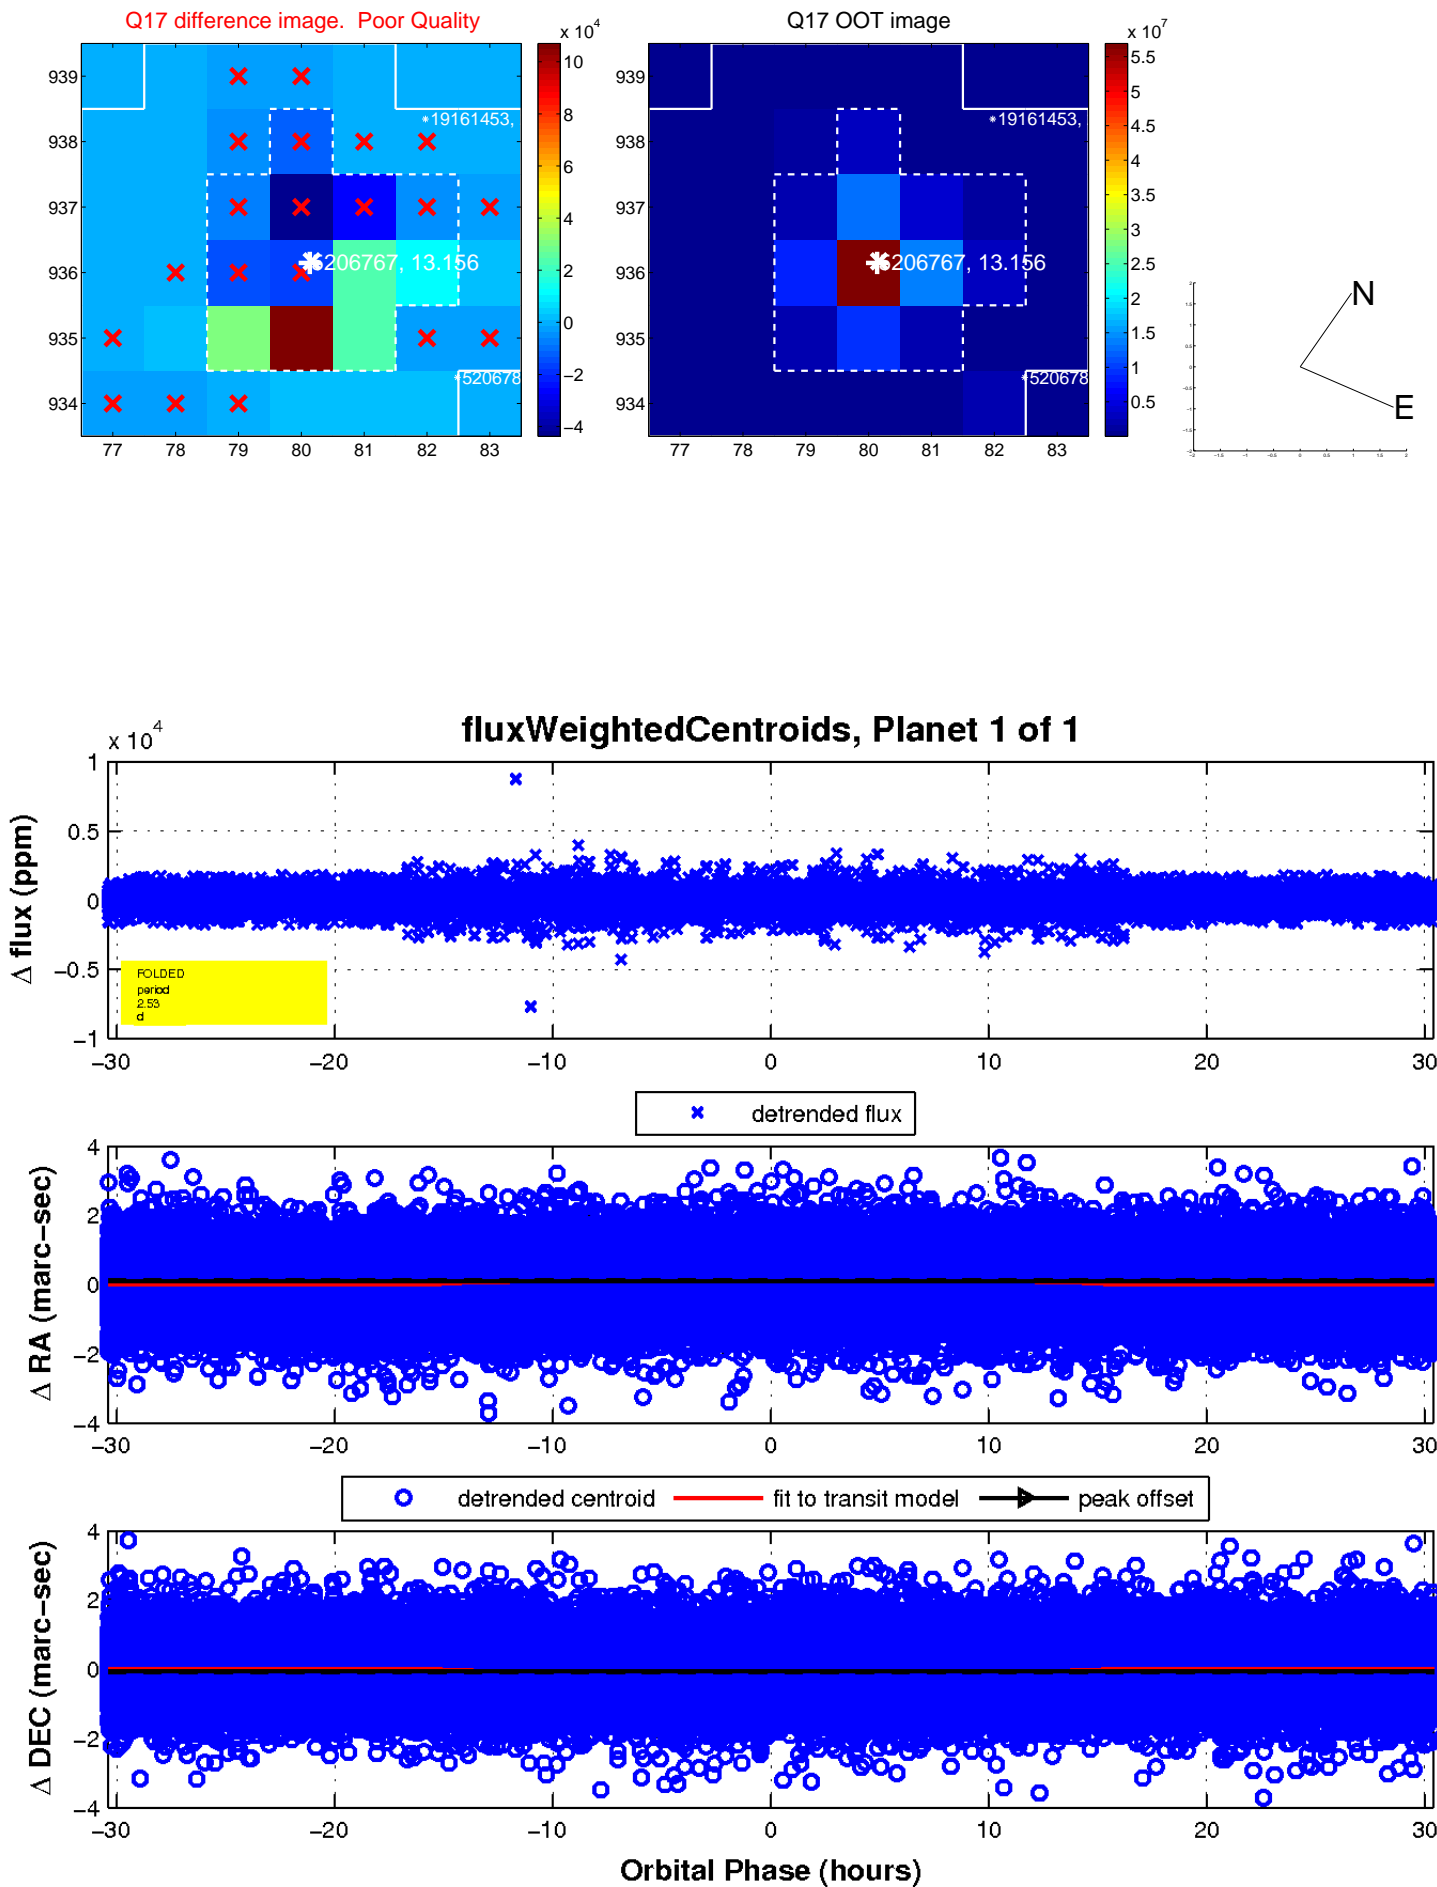 Q17 difference image.  Poor Quality
Q17 OOT image
x 10^4
x 10^7
939
938
937
936
935
934
77 78 79 80 81 82 83
10
8
6
4
2
0
−2
−4
*19161453,
5206767, 13.156
*520678
939
938
937
936
935
934
77 78 79 80 81 82 83
5.5
5
4.5
4
3.5
3
2.5
2
1.5
1
0.5
*19161453,
5206767, 13.156
*520678
N
E
fluxWeightedCentroids, Planet 1 of 1
x 10^4
Δ flux (ppm)
1
0.5
0
−0.5
−1
FOLDED
period
2.53
d
−30 −20 −10 0 10 20 30
detrended flux
Δ RA (marc−sec)
4
2
0
−2
−4
−30 −20 −10 0 10 20 30
detrended centroid fit to transit model peak offset
Δ DEC (marc−sec)
4
2
0
−2
−4
−30 −20 −10 0 10 20 30
Orbital Phase (hours)